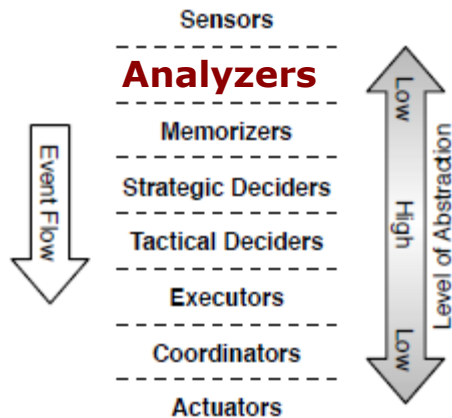 Sensors
Analyzers
Memorizers
Strategic Deciders
Tactical Deciders
Executors
Coordinators
Actuators
Event Flow
Low
High
Low
Level of Abstraction